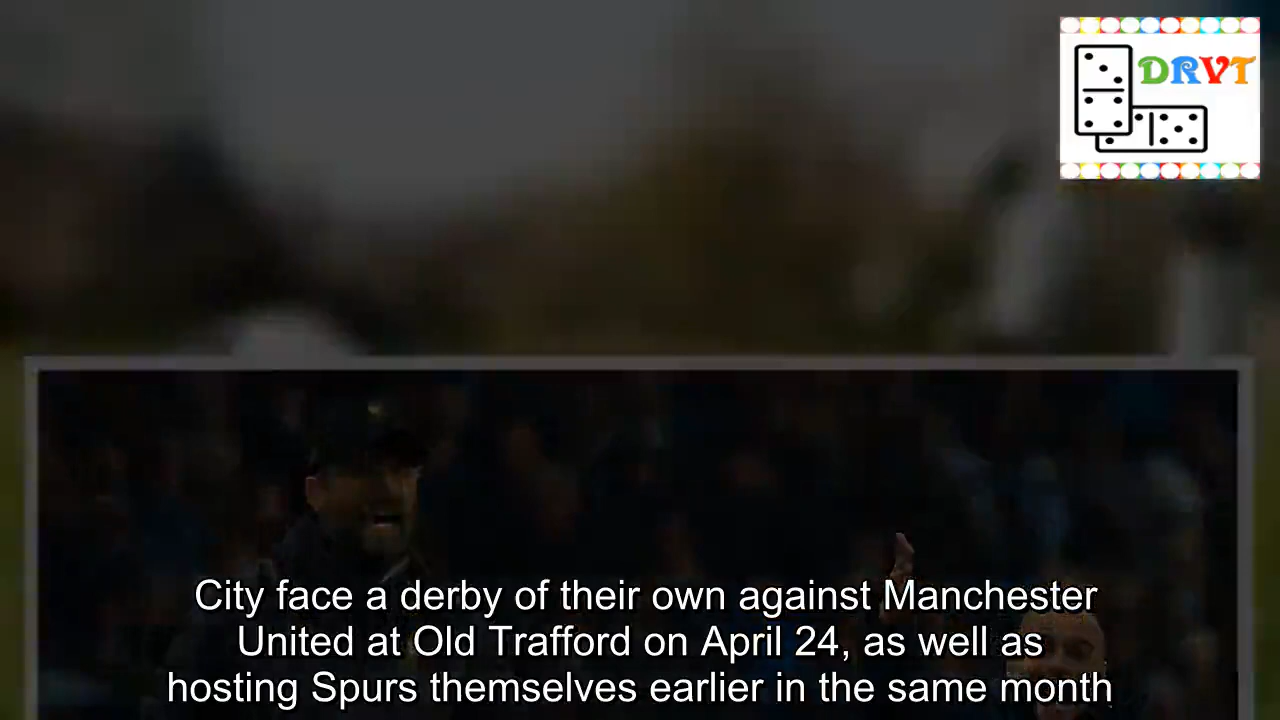 DRVT
City face a derby of their own against Manchester
United at Old Trafford on April 24, as well as
hosting Spurs themselves earlier in the same month